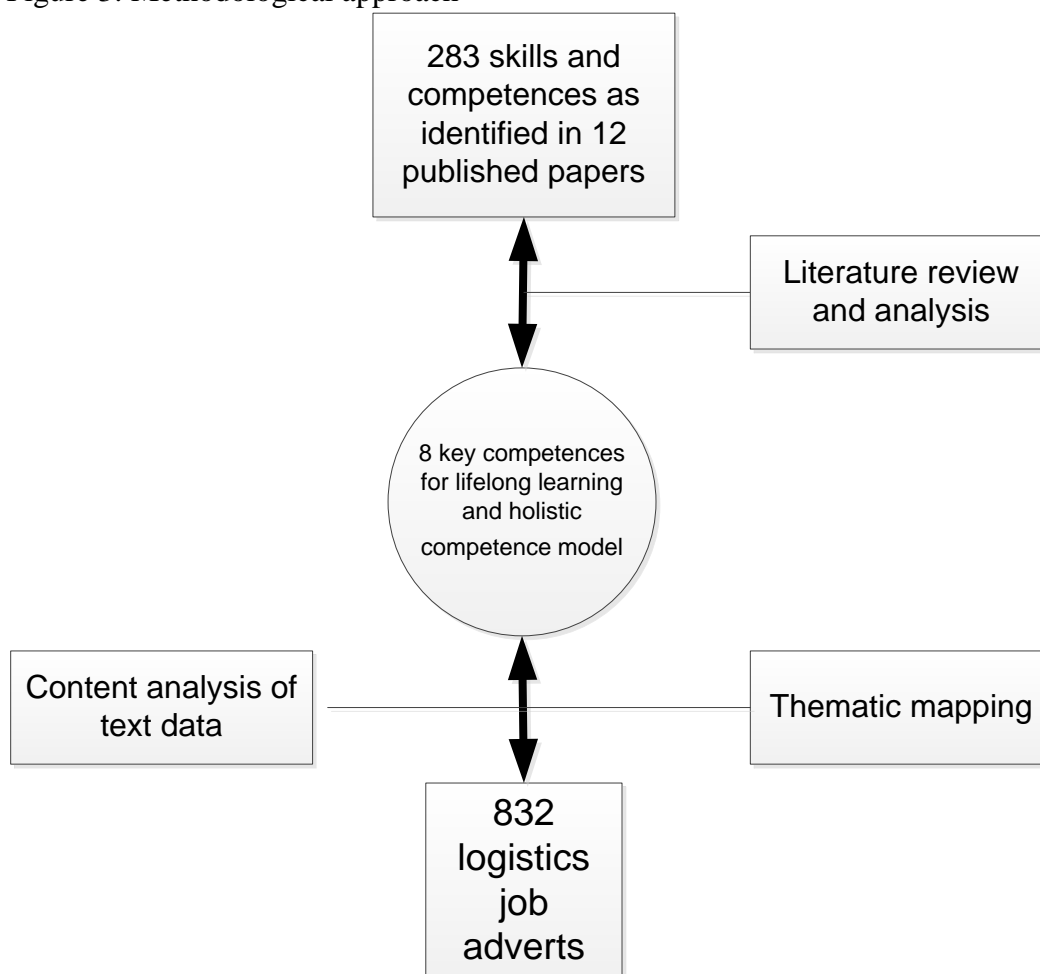 Figure 3: Methodological approach
283 skills and
competences as
identified in 12
published papers
Literature review
and analysis
8 key competences
for lifelong learning
and holistic
competence model
Content analysis of
text data
Thematic mapping
832
logistics
job
adverts